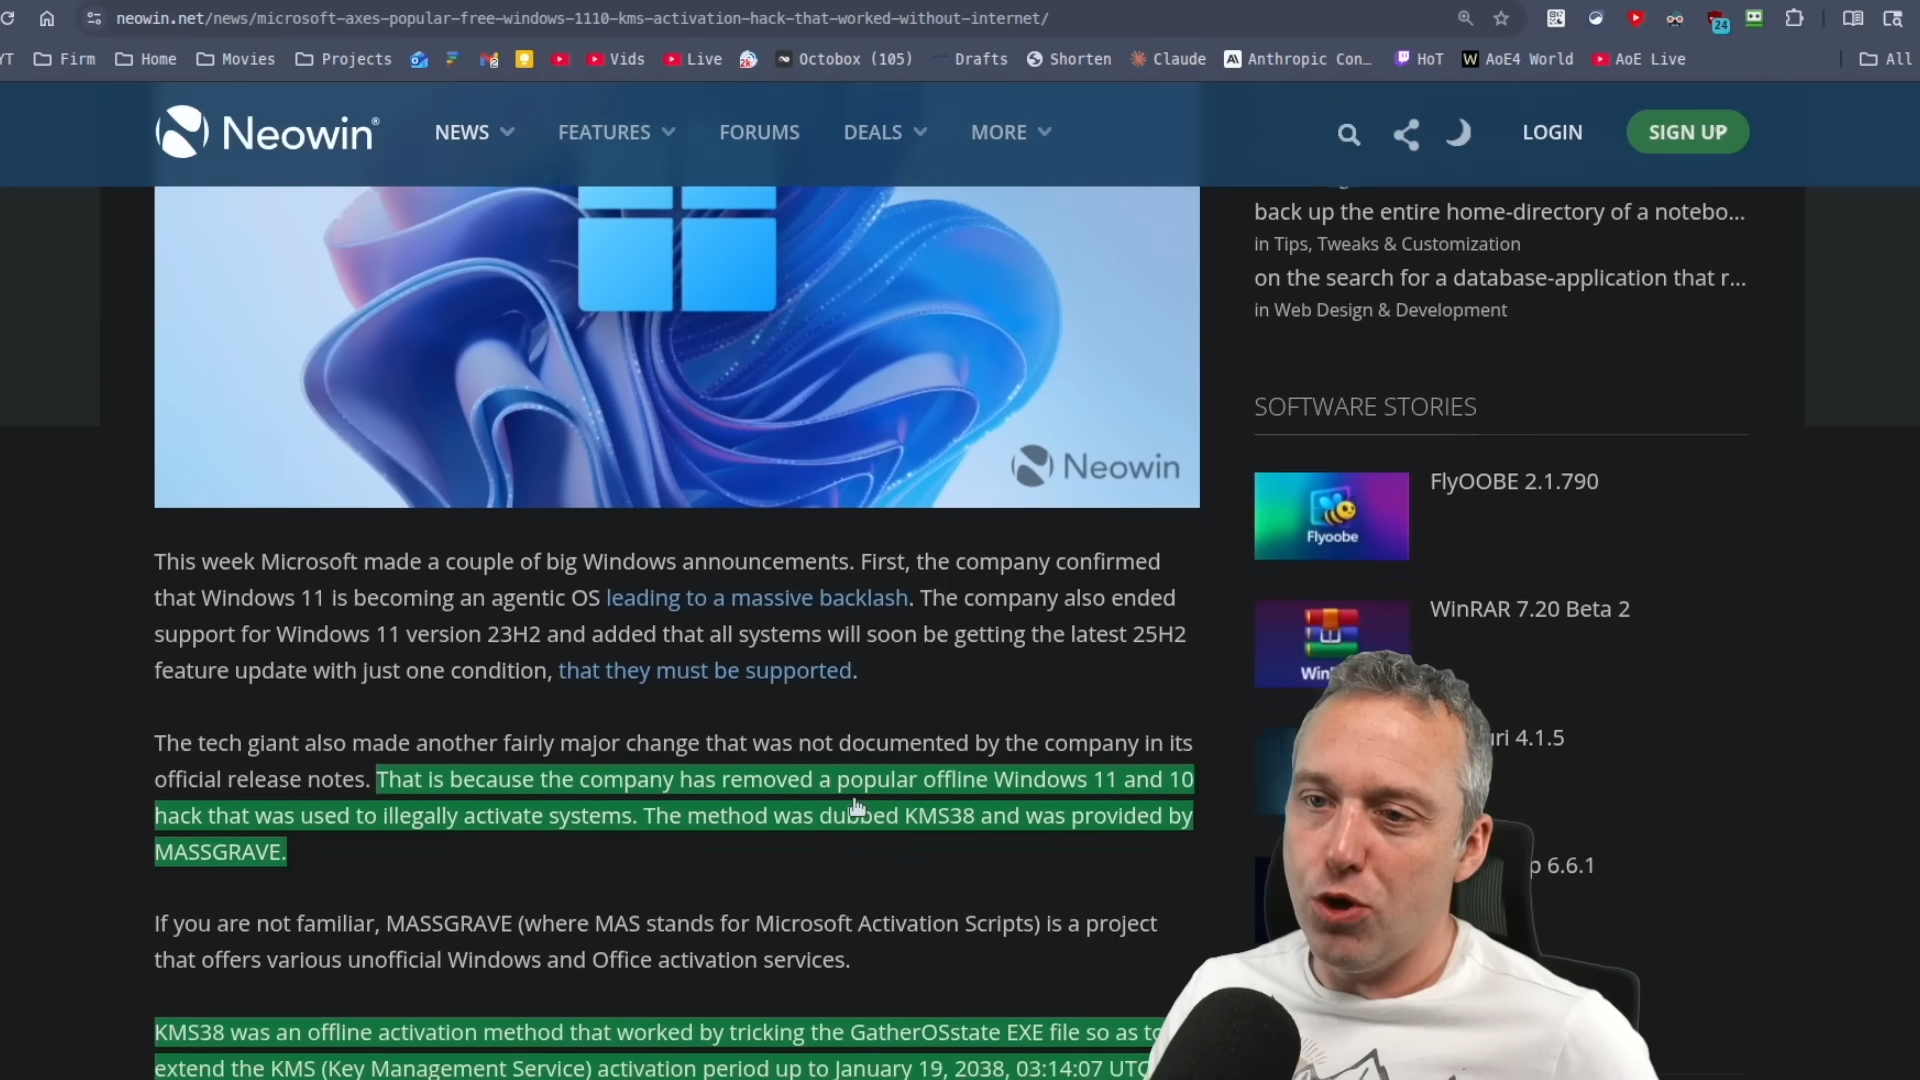 neowin.net/news/microsoft-axes-popular-free-windows-1110-kms-activation-hack-that-worked-without-internet/
24
YT Firm Home Movies Projects Vids Live Octobox (105) Drafts Shorten Claude Anthropic Con... HoT AoE4 World AoE Live All
Neowin NEWS FEATURES FORUMS DEALS MORE LOGIN SIGN UP
back up the entire home-directory of a notebo...
in Tips, Tweaks & Customization
on the search for a database-application that r...
in Web Design & Development
SOFTWARE STORIES
Neowin
Flyoobe
FlyOOBE 2.1.790
WinRAR 7.20 Beta 2
Win
uri 4.1.5
p 6.6.1
This week Microsoft made a couple of big Windows announcements. First, the company confirmed
that Windows 11 is becoming an agentic OS leading to a massive backlash. The company also ended
support for Windows 11 version 23H2 and added that all systems will soon be getting the latest 25H2
feature update with just one condition, that they must be supported.
The tech giant also made another fairly major change that was not documented by the company in its
official release notes. That is because the company has removed a popular offline Windows 11 and 10
hack that was used to illegally activate systems. The method was dubbed KMS38 and was provided by
MASSGRAVE.
If you are not familiar, MASSGRAVE (where MAS stands for Microsoft Activation Scripts) is a project
that offers various unofficial Windows and Office activation services.
KMS38 was an offline activation method that worked by tricking the GatherOSstate EXE file so as to
extend the KMS (Key Management Service) activation period up to January 19, 2038, 03:14:07 UTC